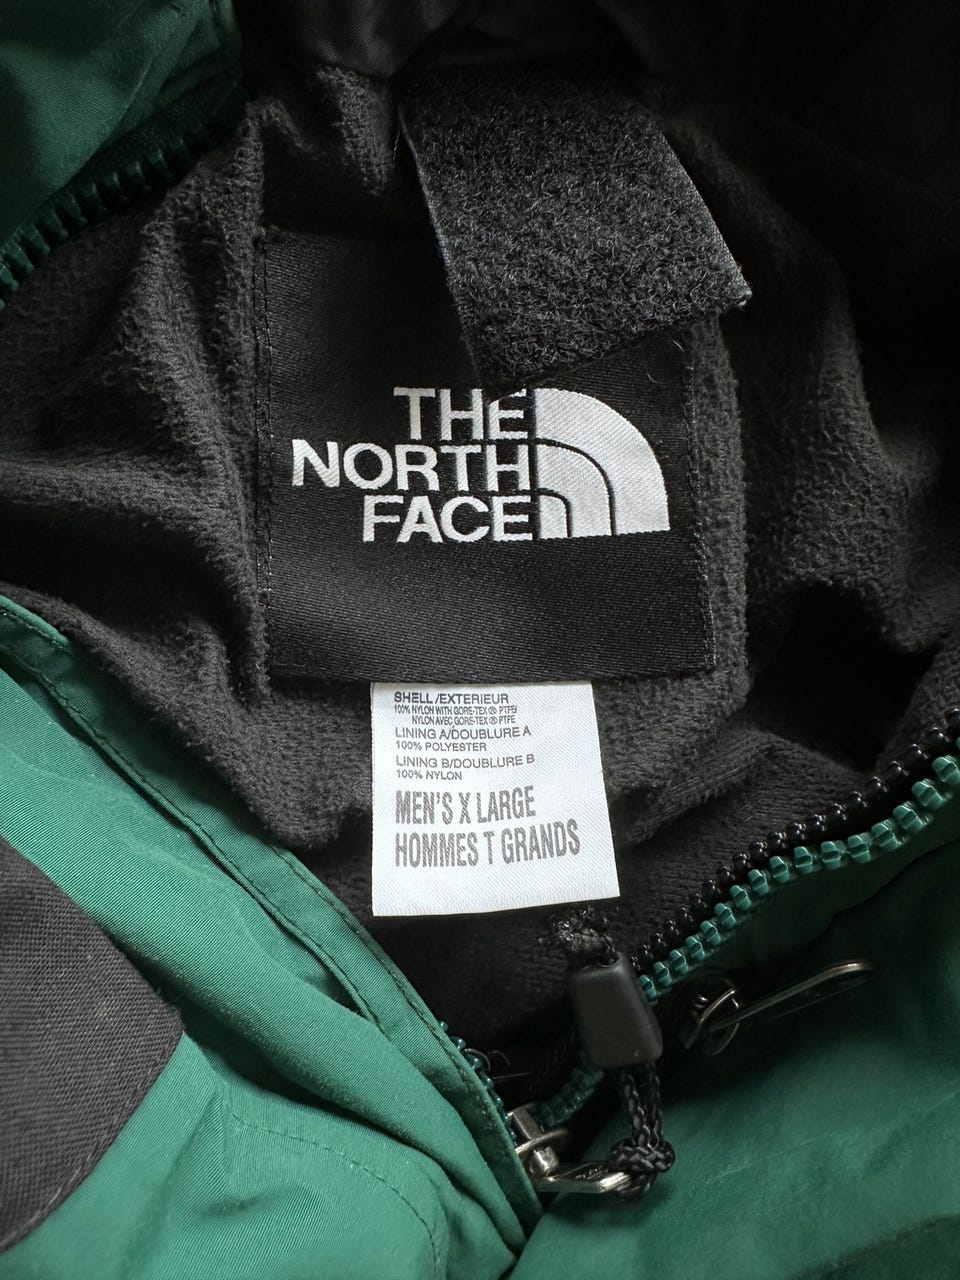 THE
NORTH
FACE
SHELL/EXTERIEUR
100% NYLON WITH GORE-TEX® PTFE/
NYLON AVEC GORE-TEX® PTFE
LINING A/DOUBLURE A
100% POLYESTER
LINING B/DOUBLURE B
100% NYLON
MEN'S X LARGE
HOMMES T GRANDS